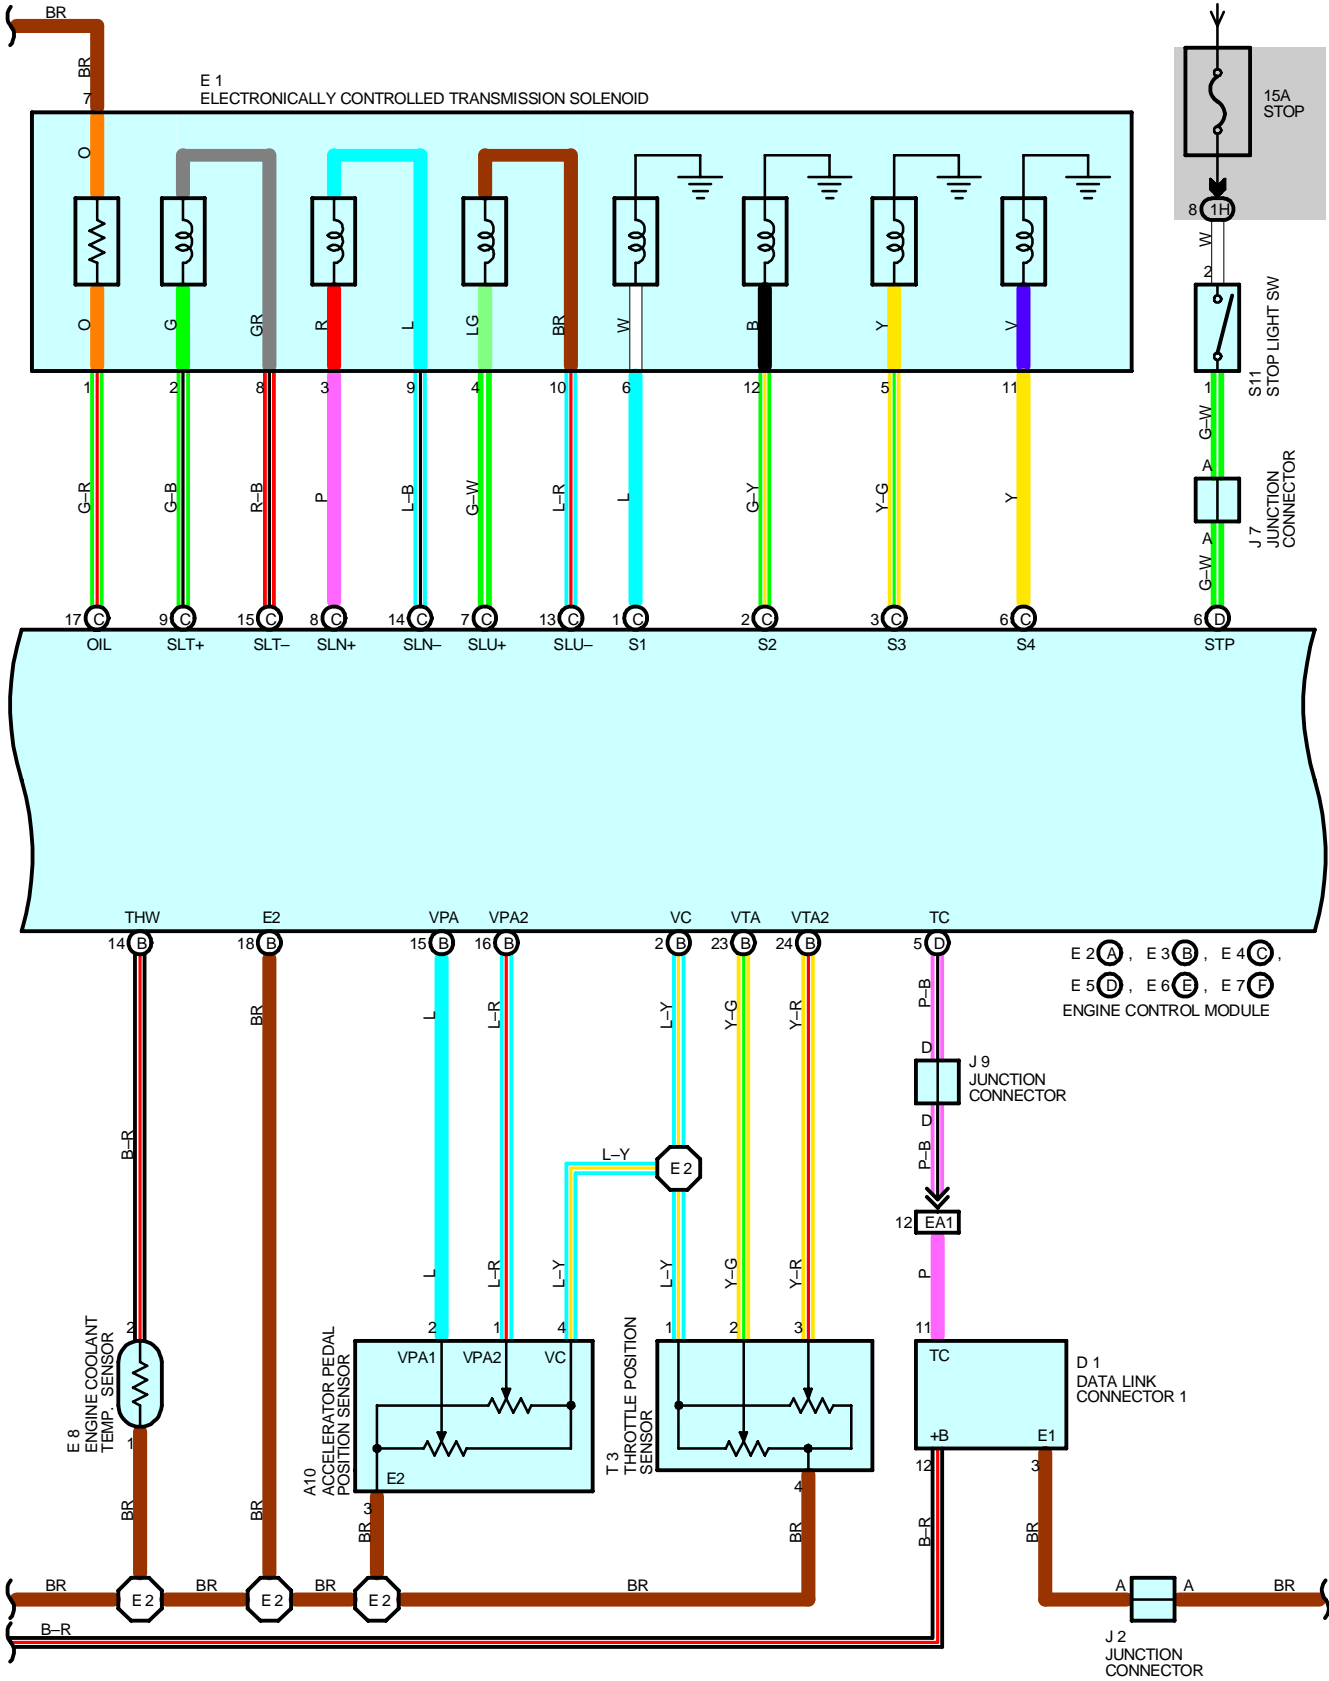 BR
BR
7
E 1
ELECTRONICALLY CONTROLLED TRANSMISSION SOLENOID
15A
STOP
8 1H
W
2
O
O G GR R L LG BR W B Y V
S11
STOP LIGHT SW
1 2 8 3 9 4 10 6 12 5 11 1
G–W
A
J 7
JUNCTION
CONNECTOR
G–R G–B R–B P L–B G–W L–R L G–Y Y–G Y
A
G–W
17 C 9 C 15 C 8 C 14 C 7 C 13 C 1 C 2 C 3 C 6 C 6 D
OIL SLT+ SLT– SLN+ SLN– SLU+ SLU– S1 S2 S3 S4 STP
THW E2 VPA VPA2 VC VTA VTA2 TC
14 B 18 B 15 B 16 B 2 B 23 B 24 B 5 D
E 2 A , E 3 B , E 4 C ,
E 5 D , E 6 E , E 7 F
ENGINE CONTROL MODULE
BR L L–R L–Y Y–G Y–R P–B
D
J 9
JUNCTION
CONNECTOR
D
B–R
L–Y
E 2
P–B
12 EA1
L L–R L–Y L–Y Y–G Y–R P
2 2 1 4 1 2 3 11
E 8
ENGINE COOLANT
TEMP. SENSOR
1
A10
ACCELERATOR PEDAL
POSITION SENSOR
VPA1 VPA2 VC
E2
3
T 3
THROTTLE POSITION
SENSOR
4
TC
D 1
DATA LINK
CONNECTOR 1
+B E1
12 3
BR BR BR BR B–R BR
BR E 2 BR E 2 BR E 2 BR
A A BR
B–R
J 2
JUNCTION
CONNECTOR